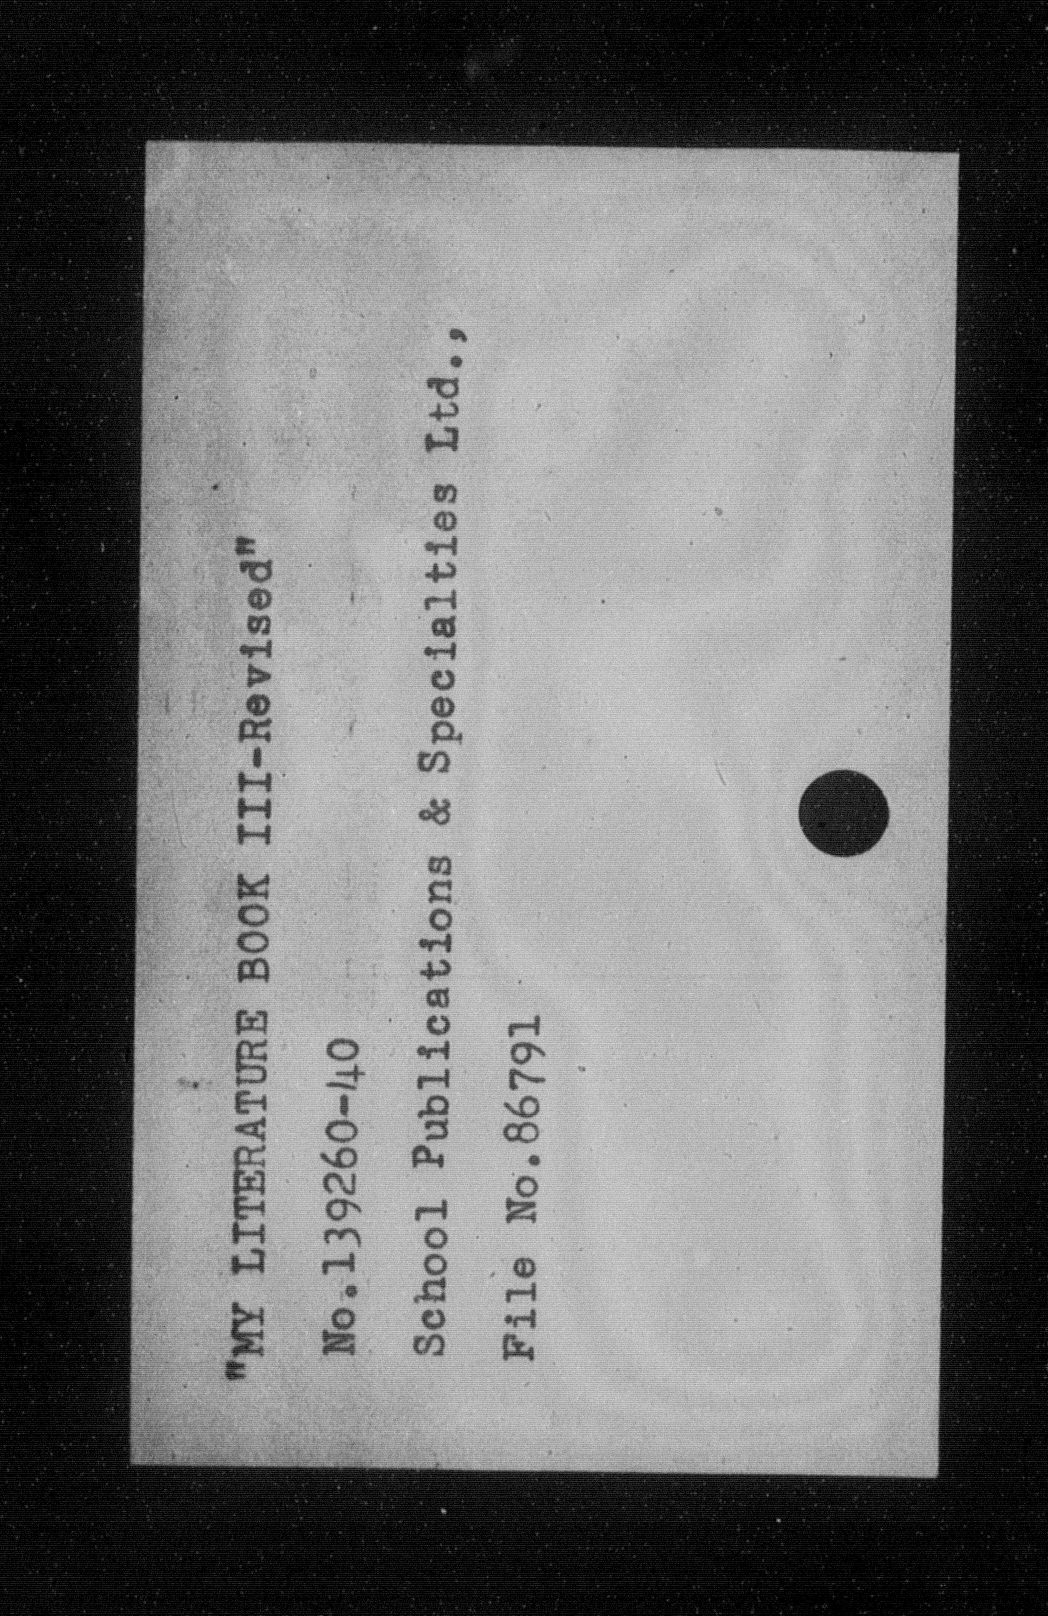 "MY LITERATURE BOOK III-Revised"
No.139260-40
School Publications & Specialties Ltd.,
File No.86791